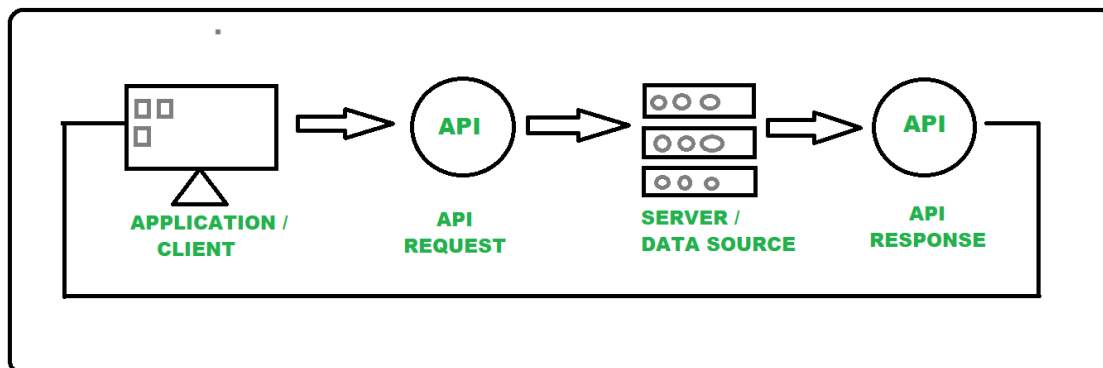 API
API
APPLICATION /
CLIENT
API
REQUEST
SERVER /
DATA SOURCE
API
RESPONSE